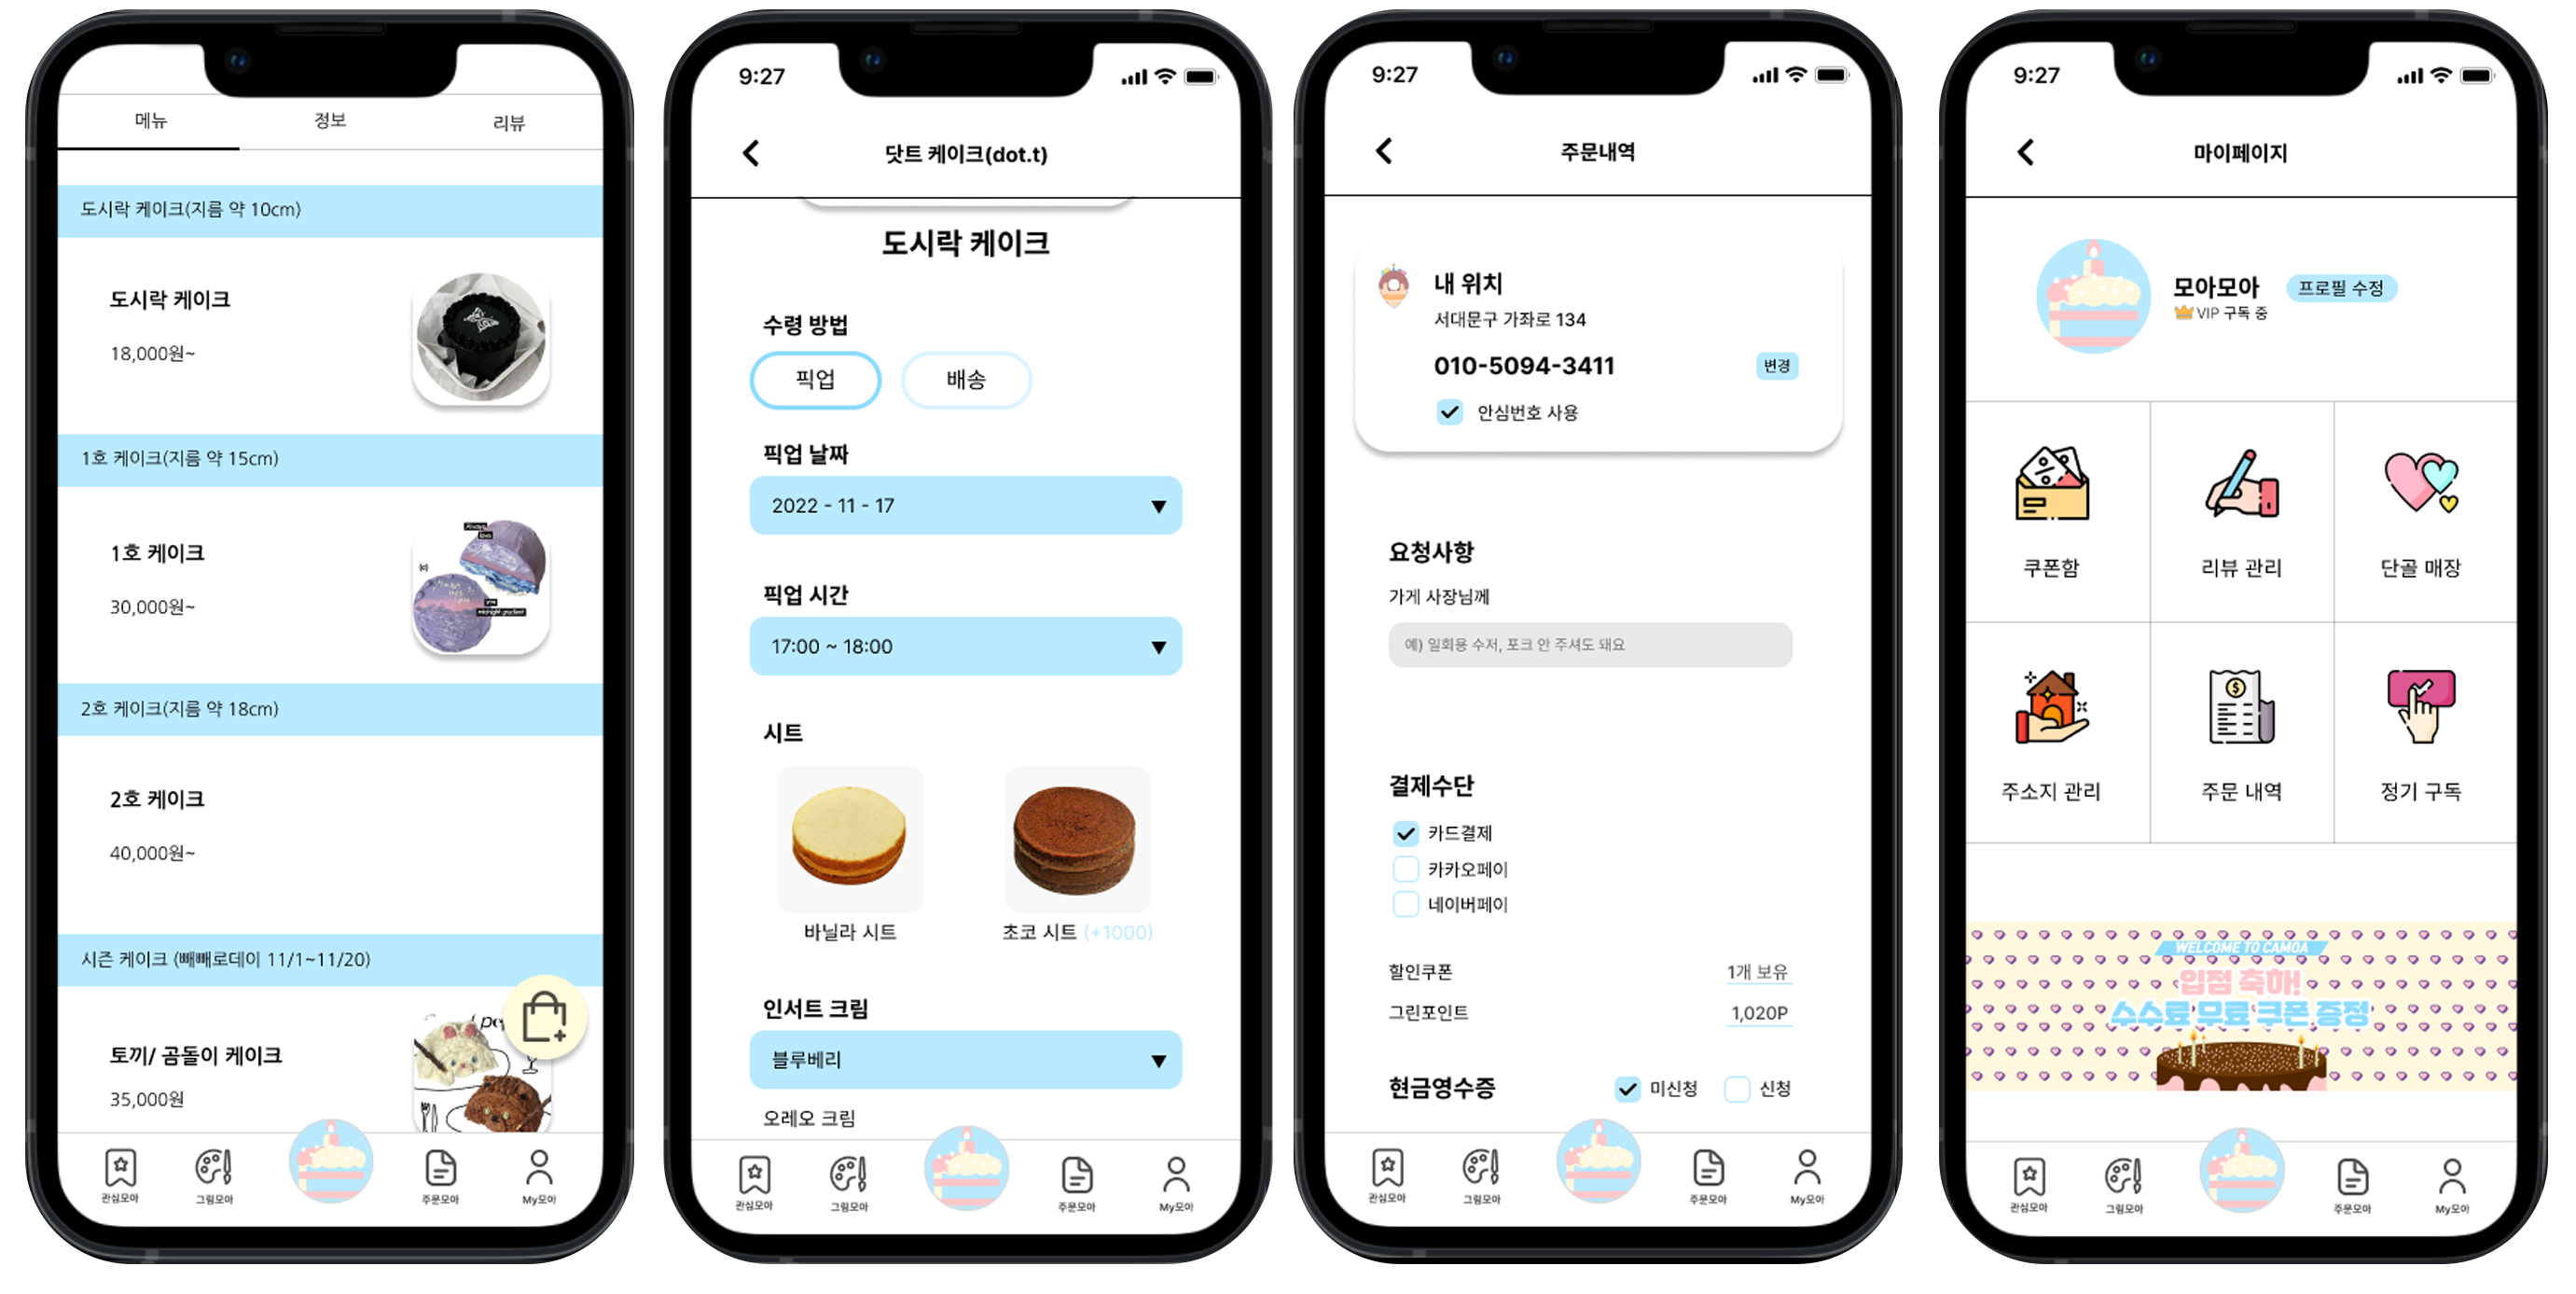 메뉴
정보
리뷰
도시락 케이크(지름 약 10cm)
도시락 케이크
18,000원~
1호 케이크(지름 약 15cm)
1호 케이크
30,000원~
2호 케이크(지름 약 18cm)
2호 케이크
40,000원~
시즌 케이크 (빼빼로데이 11/1~11/20)
토끼/ 곰돌이 케이크
35,000원
관심모아
그림모아
주문모아
My모아
9:27
닷트 케이크(dot.t)
도시락 케이크
수령 방법
픽업
배송
픽업 날짜
2022 - 11 - 17
픽업 시간
17:00 ~ 18:00
시트
바닐라 시트
초코 시트 (+1000)
인서트 크림
블루베리
오레오 크림
관심모아
그림모아
주문모아
My모아
9:27
주문내역
내 위치
서대문구 가좌로 134
010-5094-3411
변경
안심번호 사용
요청사항
가게 사장님께
예) 일회용 수저, 포크 안 주셔도 돼요
결제수단
카드결제
카카오페이
네이버페이
할인쿠폰
1개 보유
그린포인트
1,020P
현금영수증
미신청
신청
관심모아
그림모아
주문모아
My모아
9:27
마이페이지
모아모아
프로필 수정
VIP 구독 중
쿠폰함
리뷰 관리
단골 매장
주소지 관리
주문 내역
정기 구독
WELCOME TO CAMOA
입점 축하!
수수료 무료 쿠폰 증정
관심모아
그림모아
주문모아
My모아